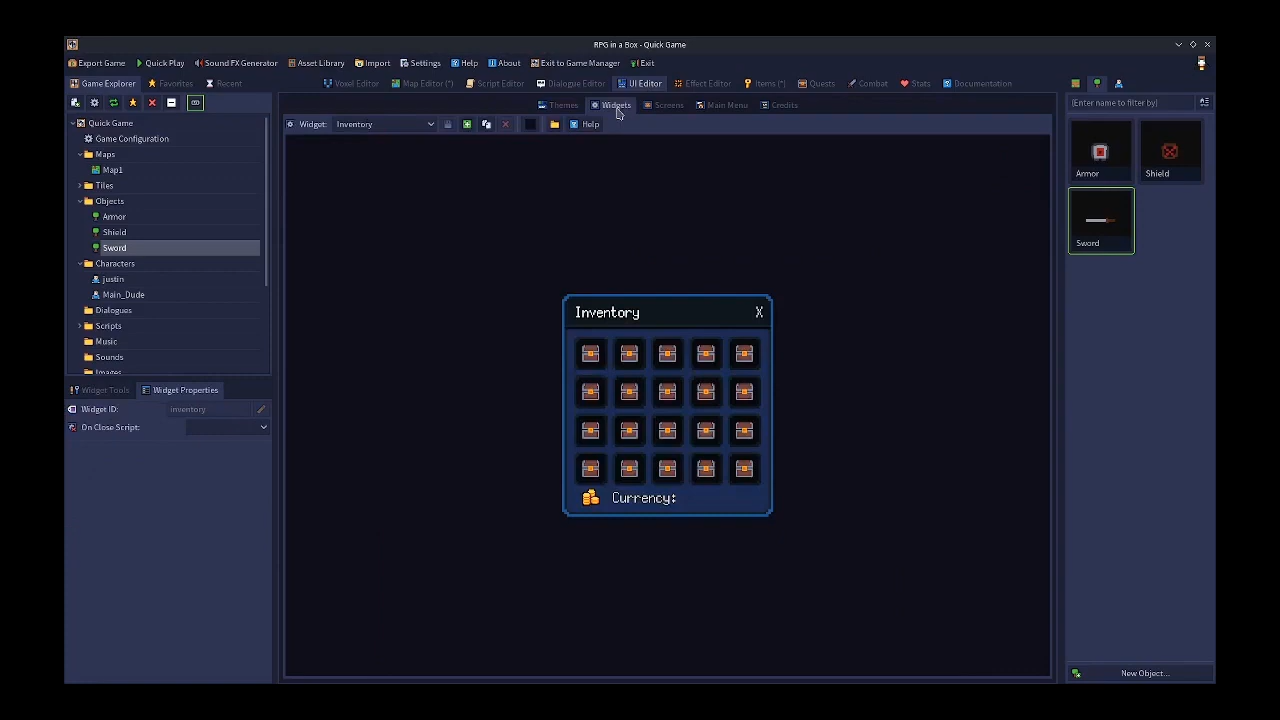 RPG in a Box - Quick Game
Export Game Quick Play Sound FX Generator Asset Library Import Settings Help About Exit to Game Manager Exit
Game Explorer Favorites Recent Voxel Editor Map Editor (*) Script Editor Dialogue Editor UI Editor Effect Editor Items (*) Quests Combat Stats Documentation
Themes Widgets Screens Main Menu Credits
(Enter name to filter by)
Widget: Inventory Help
Quick Game
Game Configuration
Maps
Map1
Tiles
Objects
Armor
Shield
Sword
Characters
justin
Main_Dude
Dialogues
Scripts
Music
Sounds
Images
Widget Tools Widget Properties
Widget ID: inventory
On Close Script:
Inventory X
Currency:
Armor Shield
Sword
New Object...